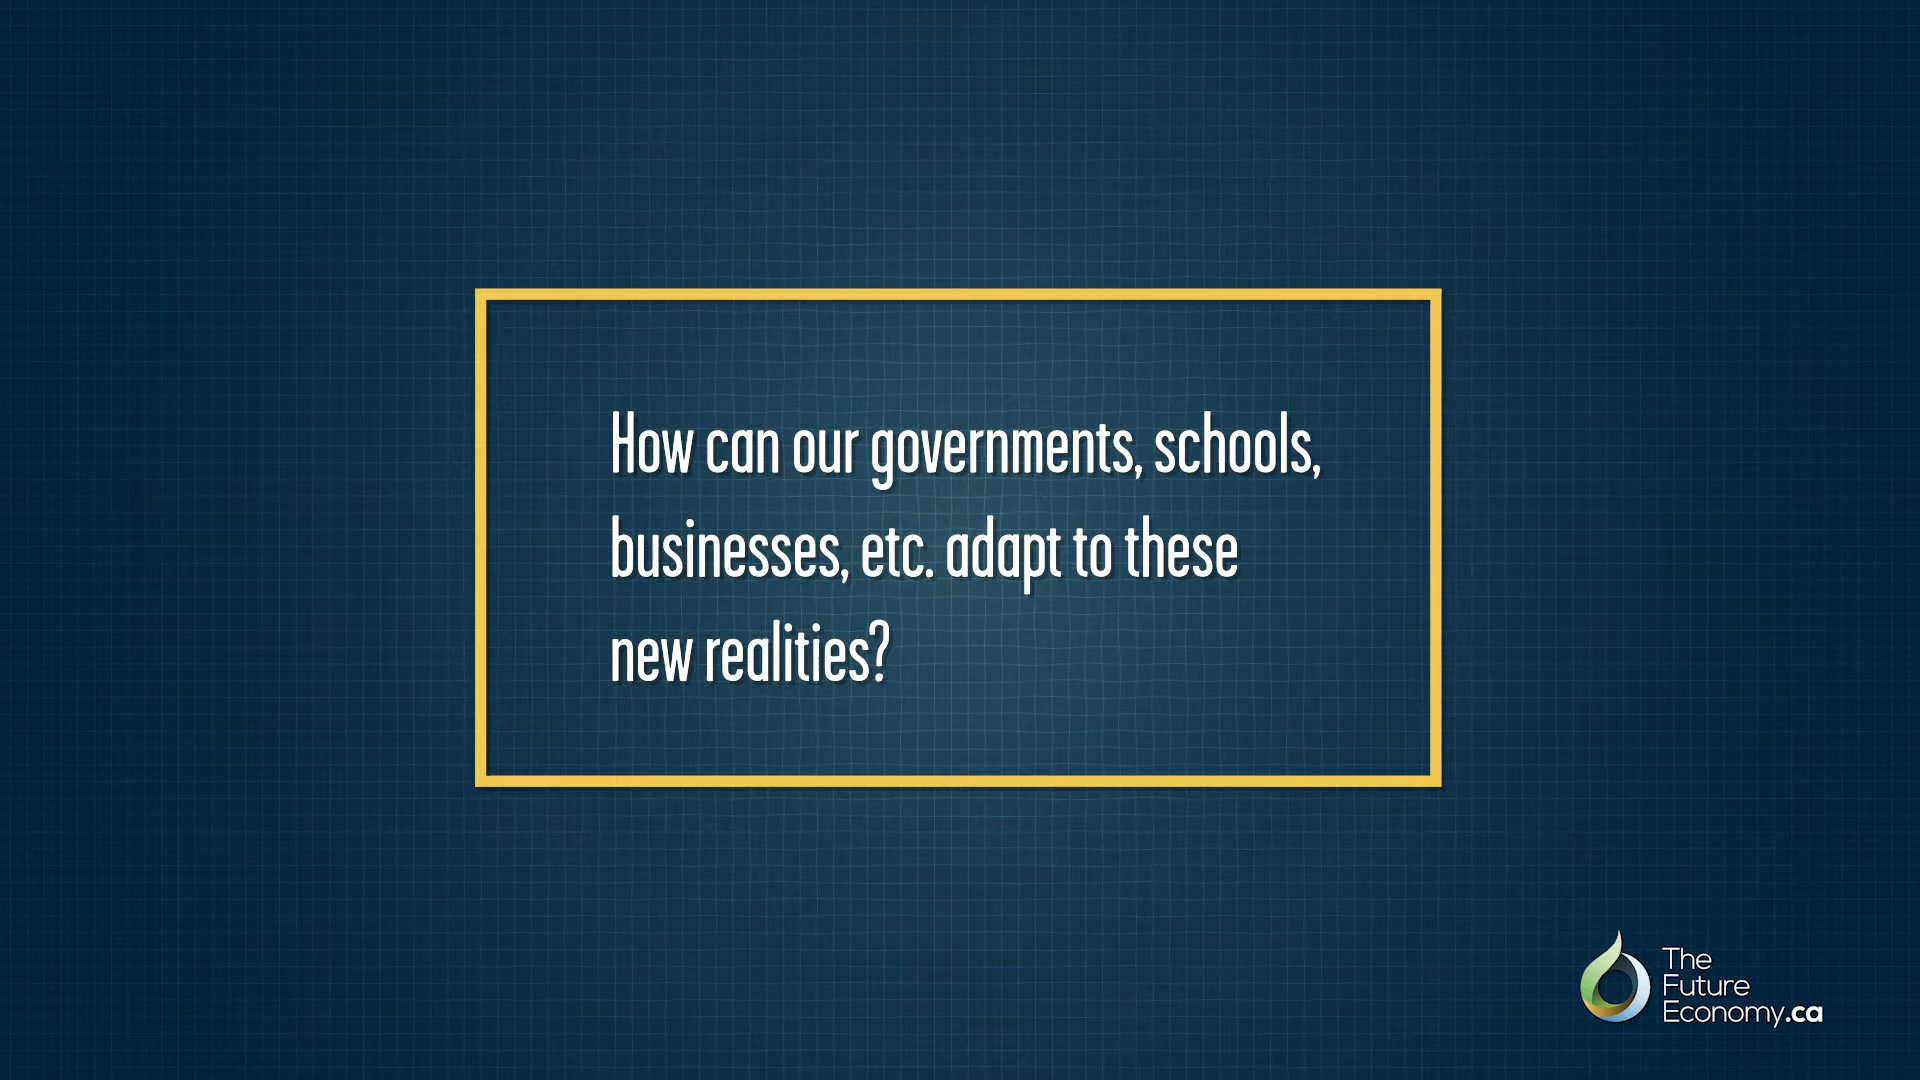 How can our governments, schools,
businesses, etc. adapt to these
new realities?
The
Future
Economy.ca